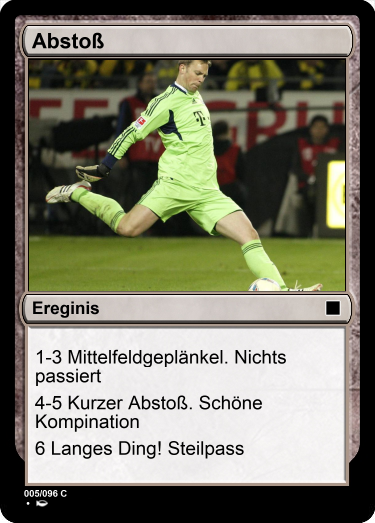 Abstoß
T
Ereginis
1-3 Mittelfeldgeplänkel. Nichts
passiert
4-5 Kurzer Abstoß. Schöne
Kompination
6 Langes Ding! Steilpass
005/096 C